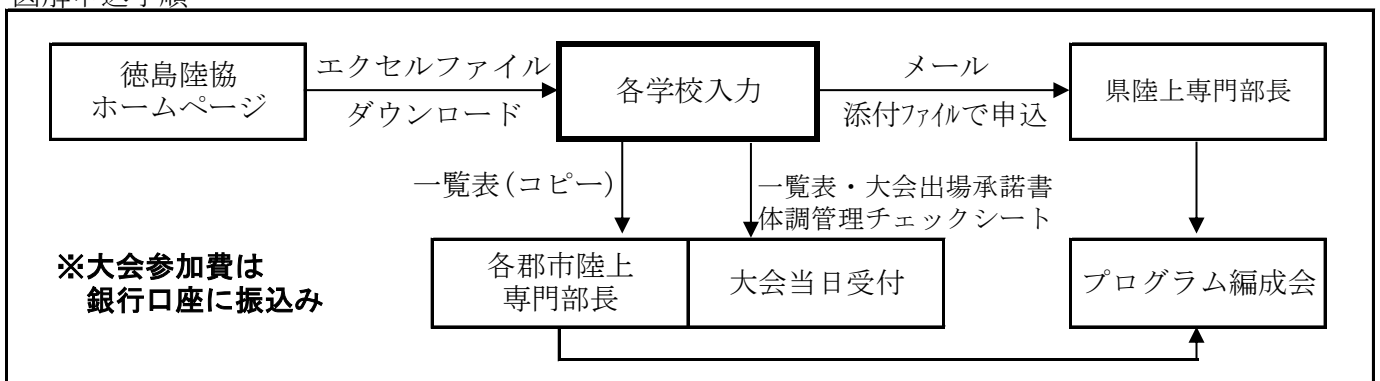 図解申込手順
徳島陸協
ホームページ
エクセルファイル
ダウンロード
各学校入力
メール
添付ファイルで申込
県陸上専門部長
一覧表(コピー)
一覧表・大会出場承諾書
体調管理チェックシート
※大会参加費は
銀行口座に振込み
各郡市陸上
専門部長
大会当日受付
プログラム編成会